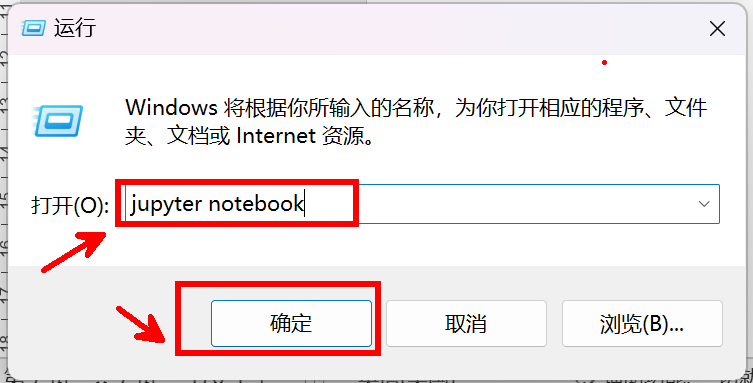 运行
Windows 将根据你所输入的名称，为你打开相应的程序、文件
夹、文档或 Internet 资源。
打开(O): jupyter notebook
确定 取消 浏览(B)...